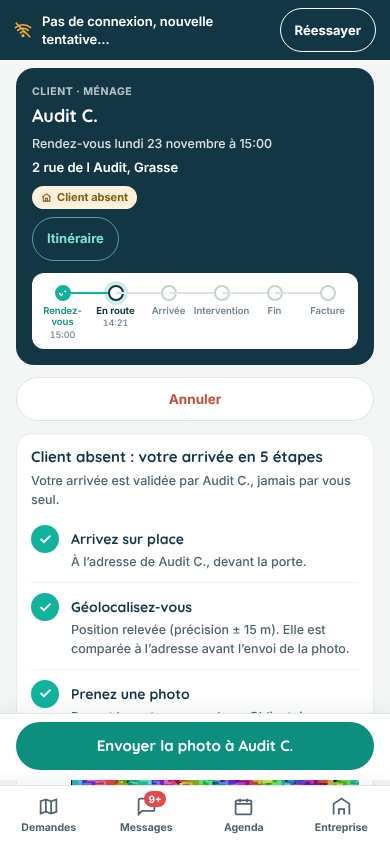 Pas de connexion, nouvelle
tentative...
Réessayer
CLIENT · MÉNAGE
Audit C.
Rendez-vous lundi 23 novembre à 15:00
2 rue de l Audit, Grasse
Client absent
Itinéraire
Rendez-vous
15:00
En route
14:21
Arrivée
Intervention
Fin
Facture
Annuler
Client absent : votre arrivée en 5 étapes
Votre arrivée est validée par Audit C., jamais par vous
seul.
Arrivez sur place
À l’adresse de Audit C., devant la porte.
Géolocalisez-vous
Position relevée (précision ± 15 m). Elle est
comparée à l’adresse avant l’envoi de la photo.
Prenez une photo
Envoyer la photo à Audit C.
9+
Demandes
Messages
Agenda
Entreprise